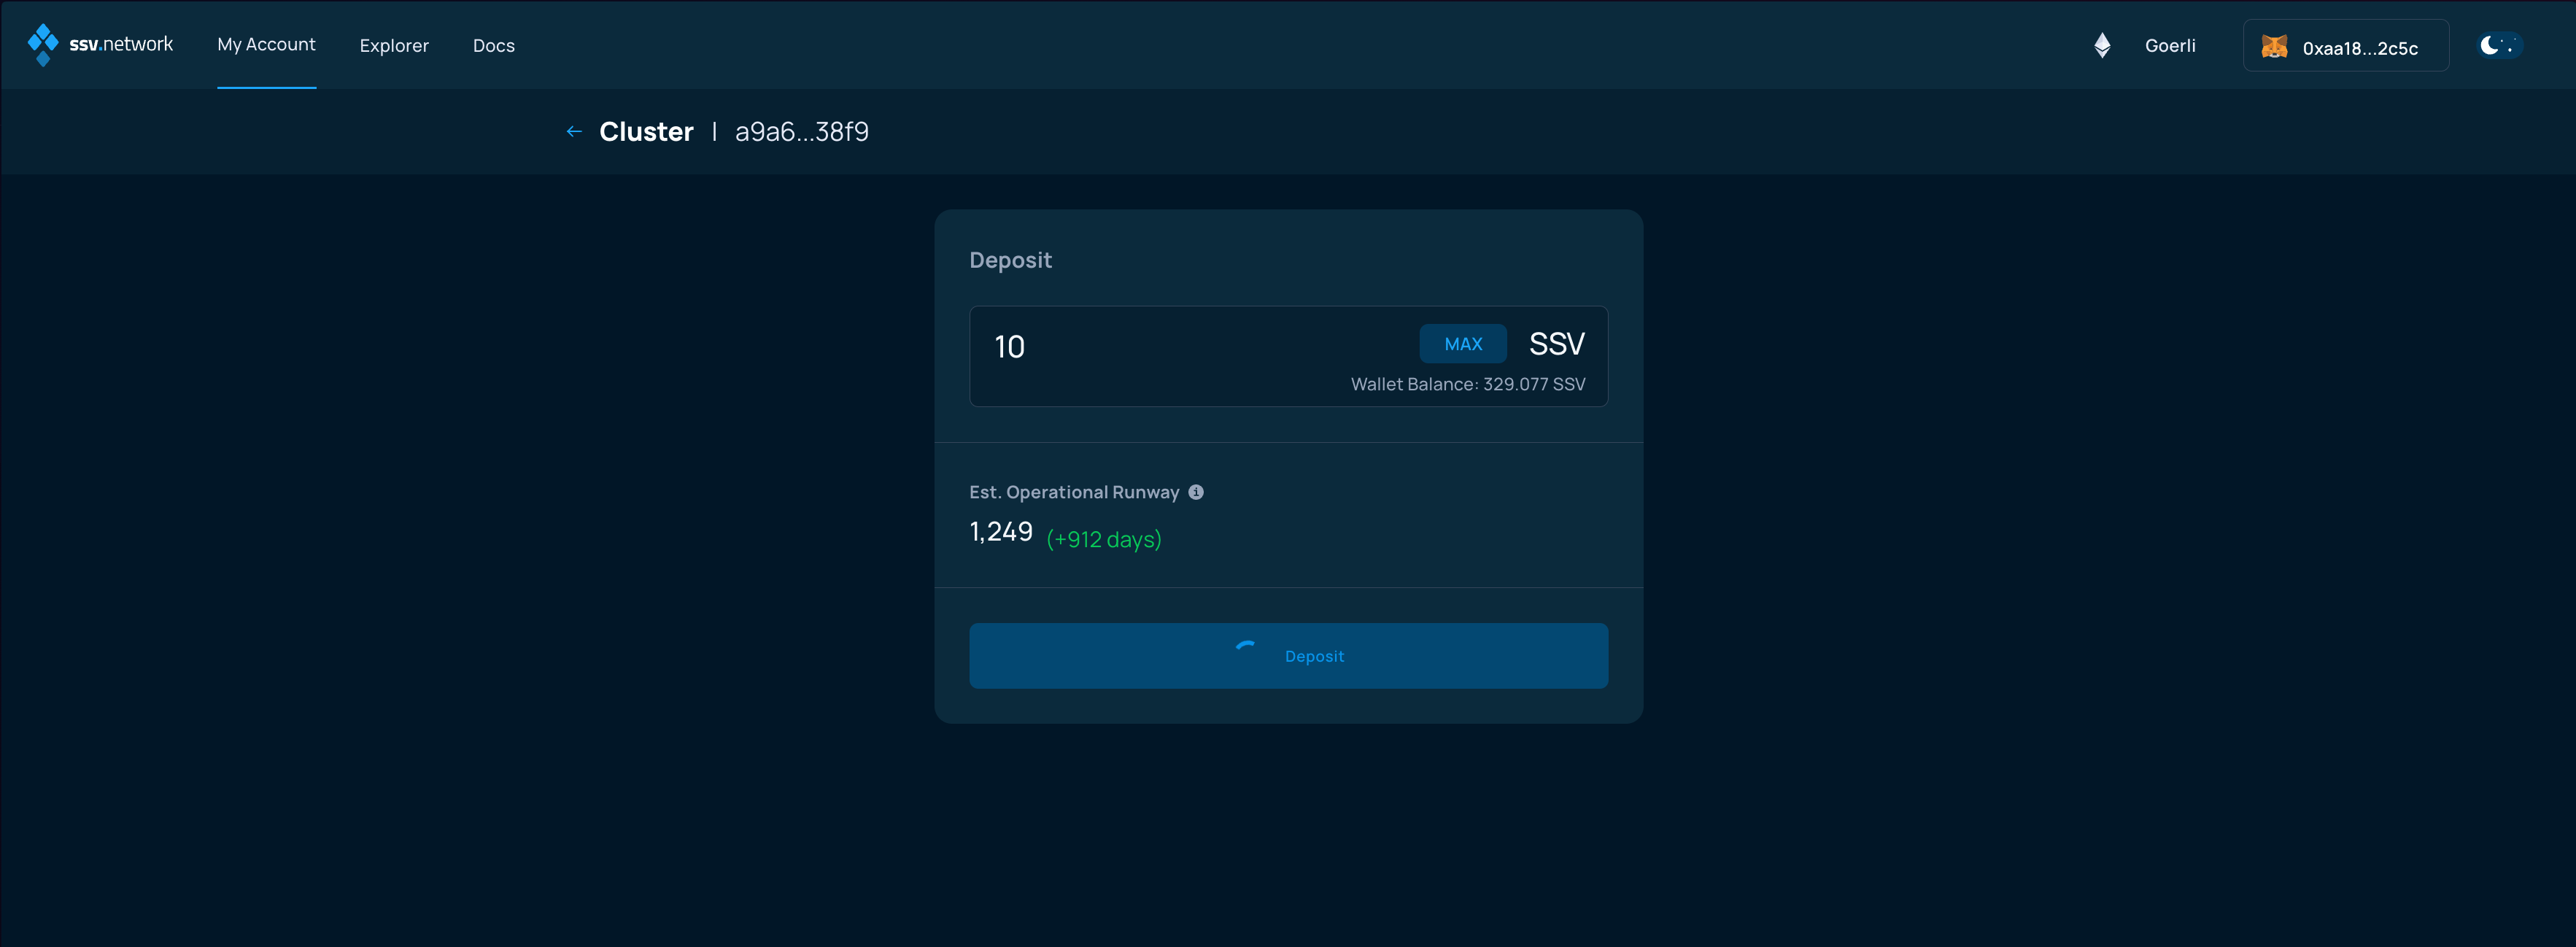 ssv.network
My Account
Explorer
Docs
Goerli
0xaa18...2c5c
Cluster | a9a6...38f9
Deposit
10
MAX
SSV
Wallet Balance: 329.077 SSV
Est. Operational Runway
1,249 (+912 days)
Deposit